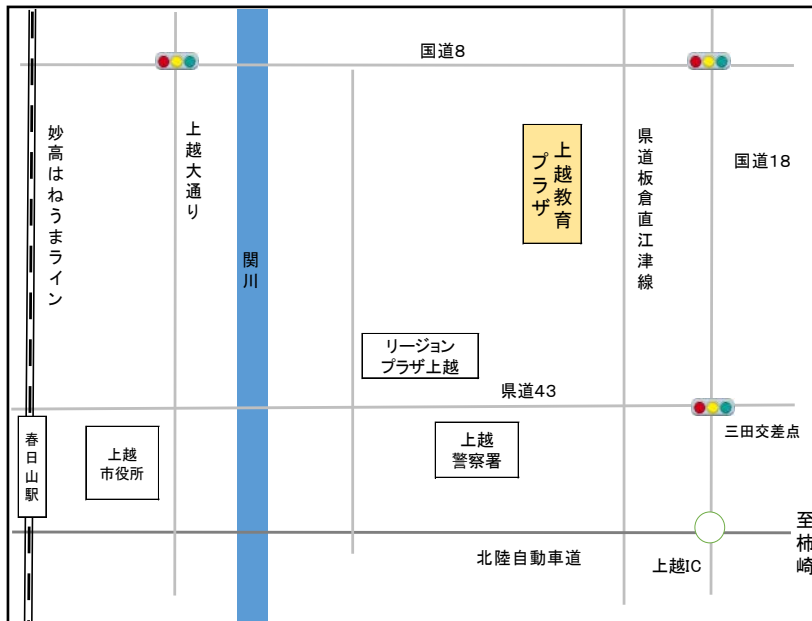 国道8
妙高はねうまライン
上越大通り
関川
上越教育
プラザ
県道板倉直江津線
国道18
リージョン
プラザ上越
県道43
三田交差点
春日山駅
上越
市役所
上越
警察署
北陸自動車道
上越IC
至柿崎